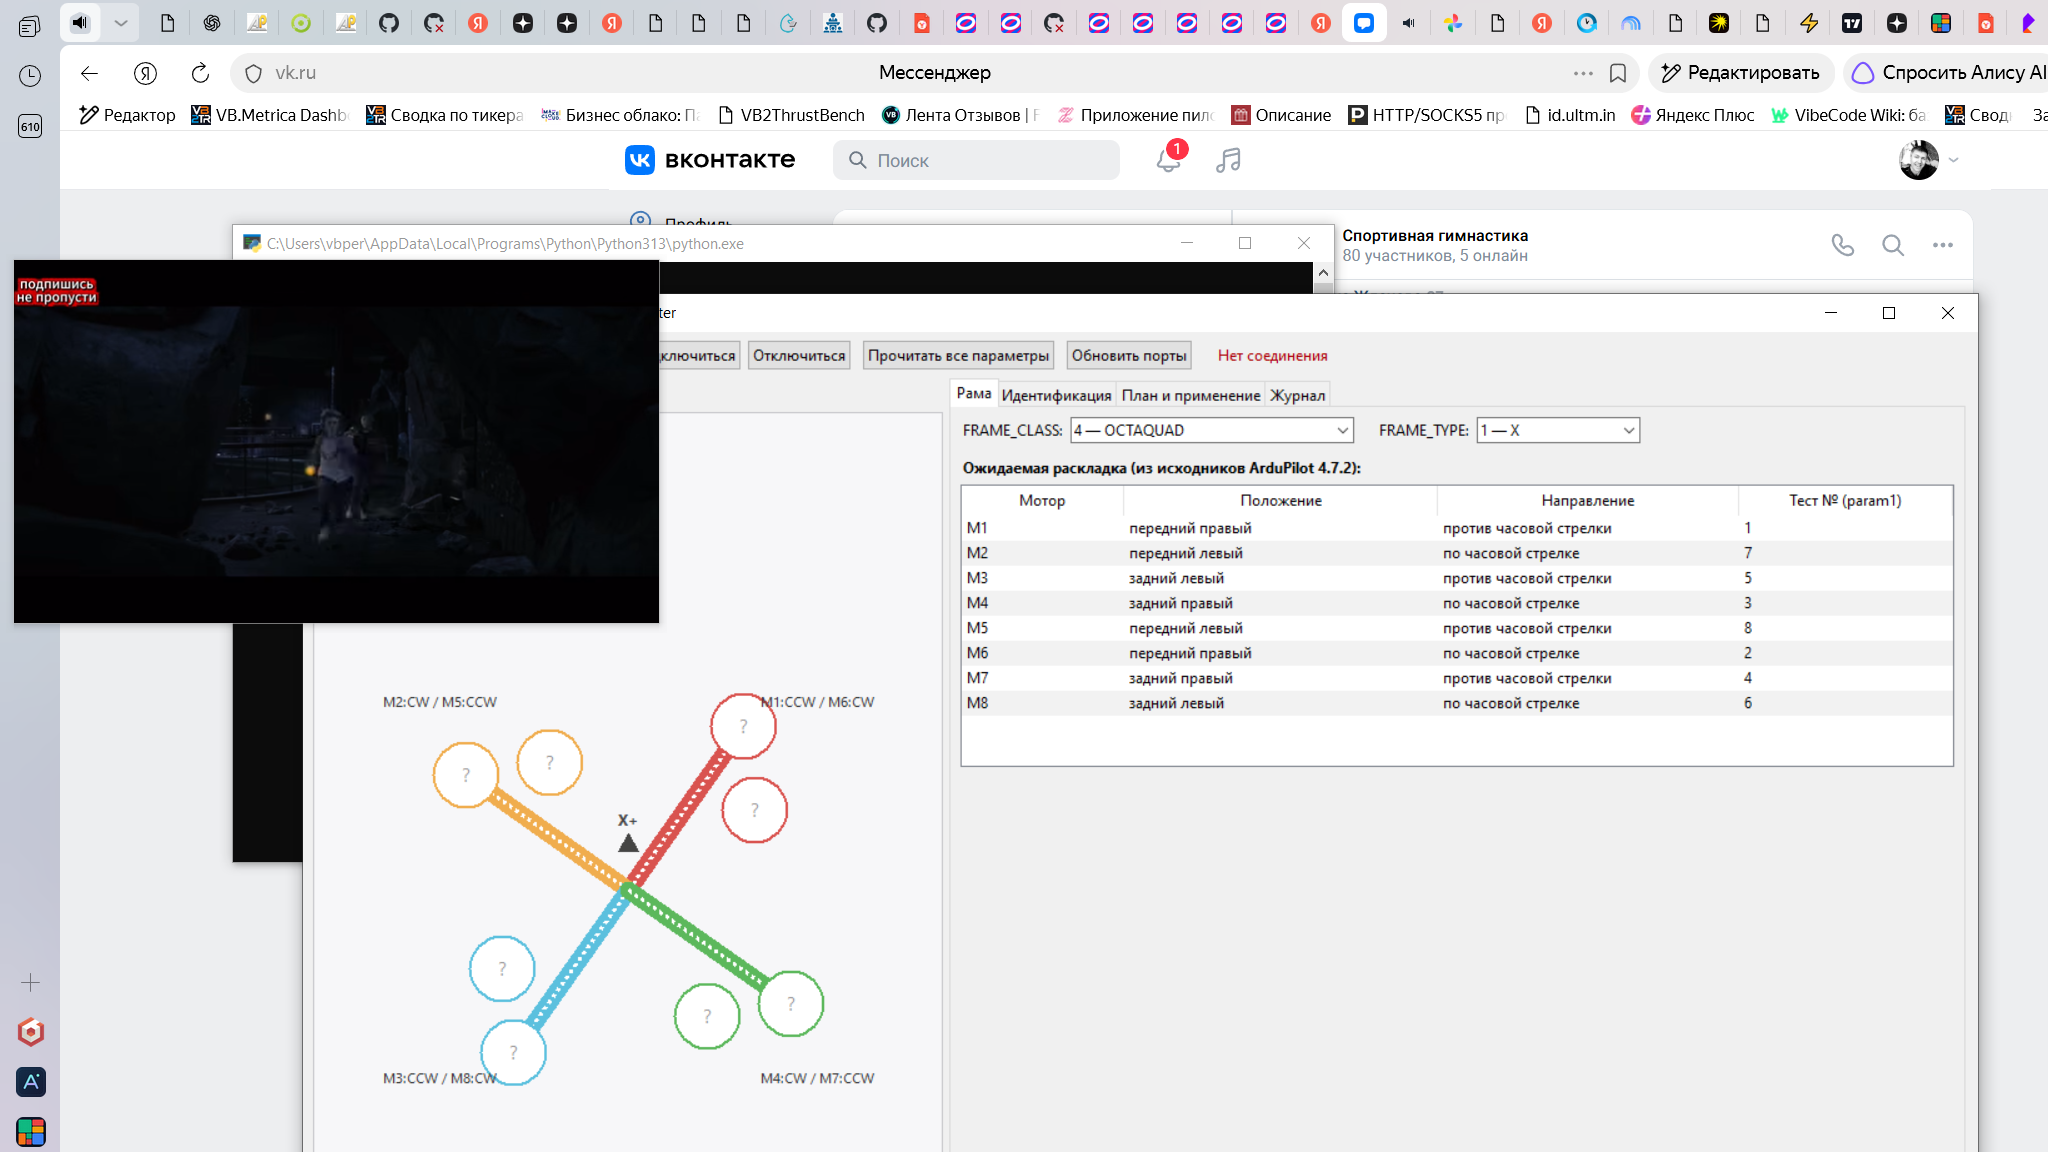 610
vk.ru
Мессенджер
Редактировать
Спросить Алису AI
Редактор
VB.Metrica Dashb
Сводка по тикера
Бизнес облако: Па
VB2ThrustBench
Лента Отзывов |
Приложение пило
Описание
HTTP/SOCKS5 пр
id.ultm.in
Яндекс Плюс
VibeCode Wiki: ба
Свод
За
вконтакте
Поиск
1
Профиль
C:\Users\vbper\AppData\Local\Programs\Python\Python313\python.exe
Спортивная гимнастика
80 участников, 5 онлайн
подпишись
не пропусти
ter
ключиться
Отключиться
Прочитать все параметры
Обновить порты
Нет соединения
Рама
Идентификация
План и применение
Журнал
FRAME_CLASS:
4 — OCTAQUAD
FRAME_TYPE:
1 — X
Ожидаемая раскладка (из исходников ArduPilot 4.7.2):
Мотор Положение Направление Тест № (param1)
M1 передний правый против часовой стрелки 1
M2 передний левый по часовой стрелке 7
M3 задний левый против часовой стрелки 5
M4 задний правый по часовой стрелке 3
M5 передний левый против часовой стрелки 8
M6 передний правый по часовой стрелке 2
M7 задний правый против часовой стрелки 4
M8 задний левый по часовой стрелке 6
M2:CW / M5:CCW
M1:CCW / M6:CW
?
?
?
?
X+
?
?
?
?
M3:CCW / M8:CW
M4:CW / M7:CCW